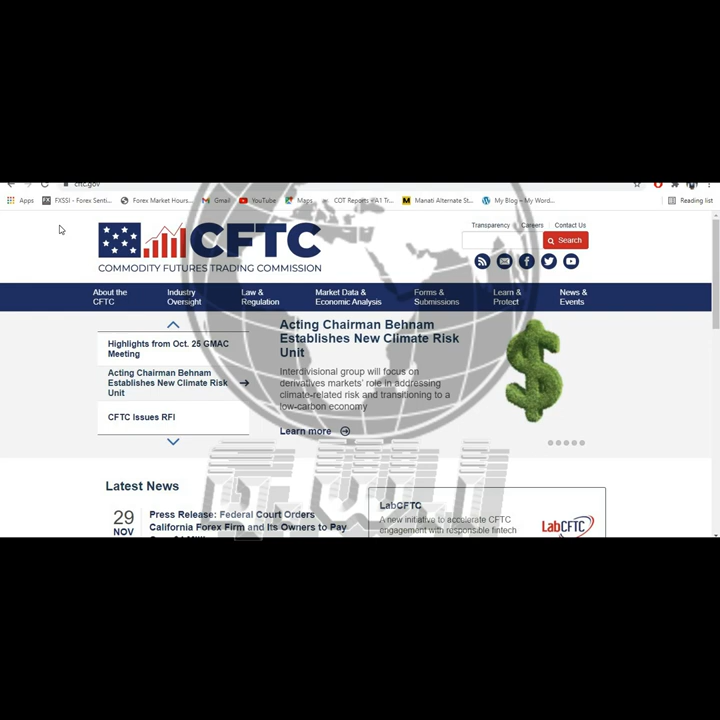 cftc.gov
Apps
FXSSI - Forex Senti...
Forex Market Hours...
Gmail
YouTube
Maps
COT Reports - A1 Tr...
Manati Alternate St...
My Blog – My Word...
Reading list
Transparency | Careers | Contact Us
CFTC
COMMODITY FUTURES TRADING COMMISSION
Search
About the
CFTC
Industry
Oversight
Law &
Regulation
Market Data &
Economic Analysis
Forms &
Submissions
Learn &
Protect
News &
Events
Highlights from Oct. 25 GMAC
Meeting
Acting Chairman Behnam
Establishes New Climate Risk
Unit
CFTC Issues RFI
Acting Chairman Behnam
Establishes New Climate Risk
Unit
Interdivisional group will focus on
derivatives markets' role in addressing
climate-related risk and transitioning to a
low-carbon economy
Learn more
Latest News
29
NOV
Press Release: Federal Court Orders
California Forex Firm and Its Owners to Pay
LabCFTC
A new initiative to accelerate CFTC
engagement with responsible fintech
LabCFTC